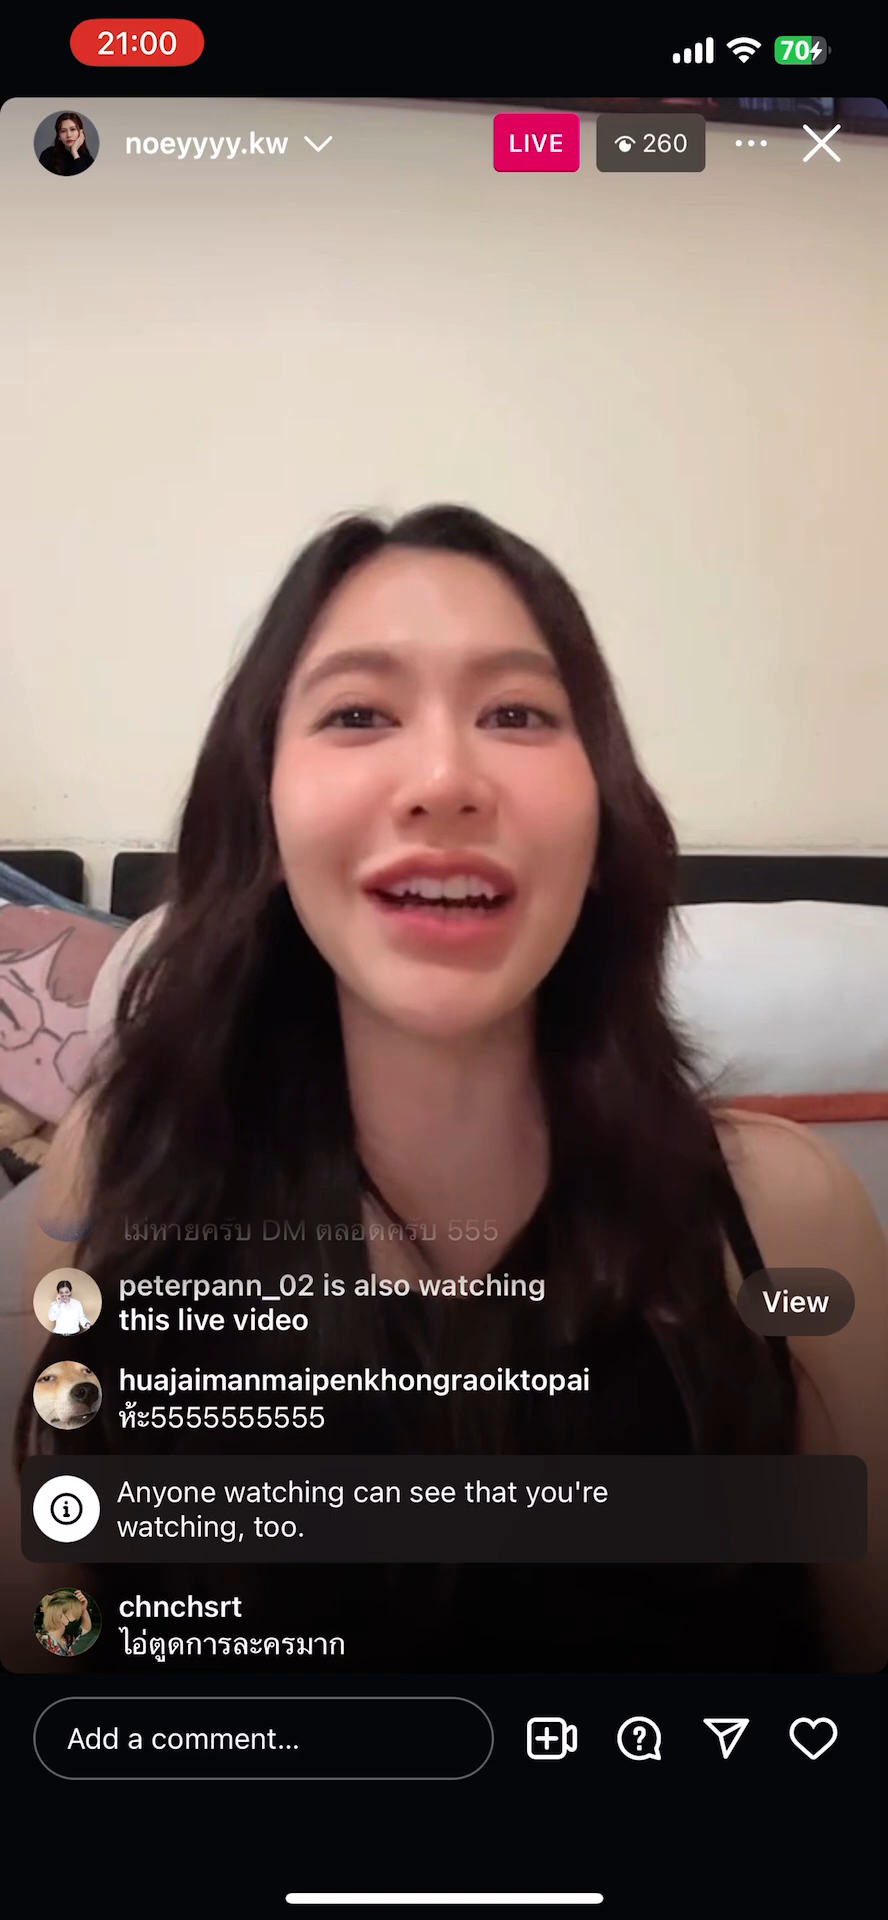 21:00
70
noeyyyy.kw
LIVE
260
ไม่หายครับ DM ตลอดครับ 555
peterpann_02 is also watching
this live video
View
huajaimanmaipenkhongraoiktopai
ห้ะ5555555555
Anyone watching can see that you're
watching, too.
chnchsrt
ไอ่ตูดการละครมาก
Add a comment...